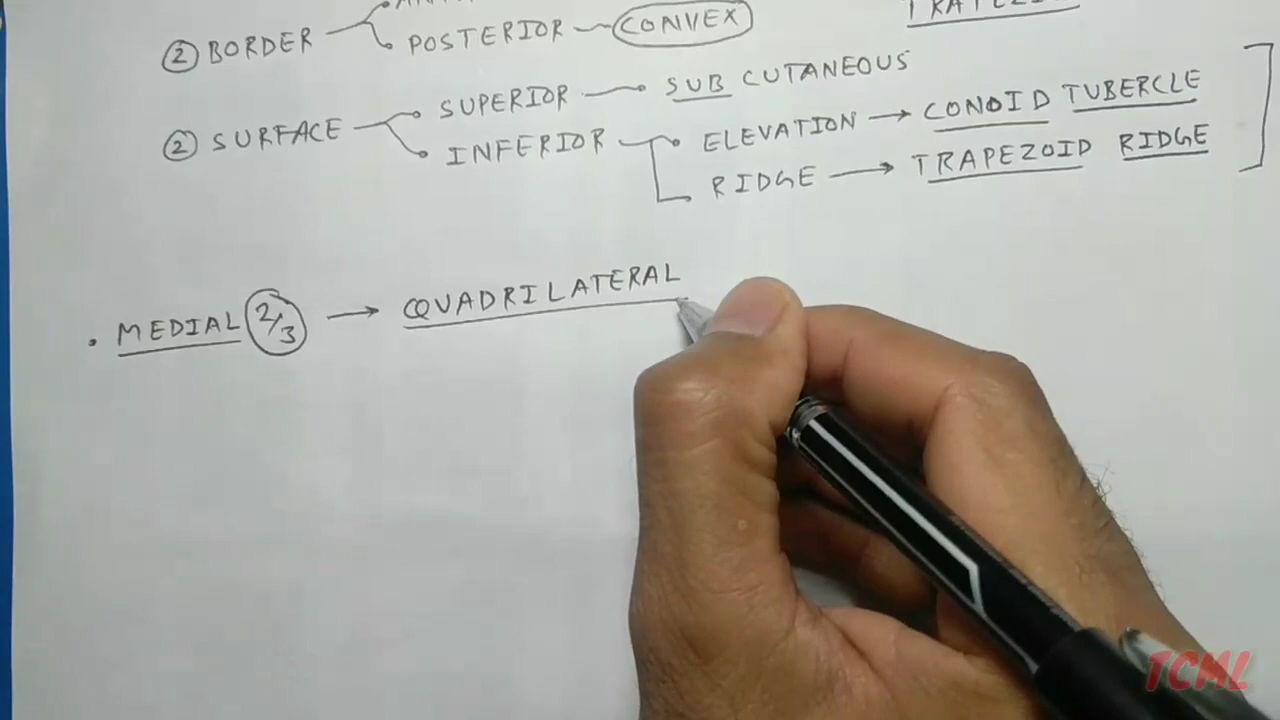 ② BORDER
POSTERIOR CONVEX
② SURFACE SUPERIOR SUB CUTANEOUS
INFERIOR ELEVATION → CONOID TUBERCLE
RIDGE → TRAPEZOID RIDGE
. MEDIAL 2/3 → QUADRILATERAL
TCML